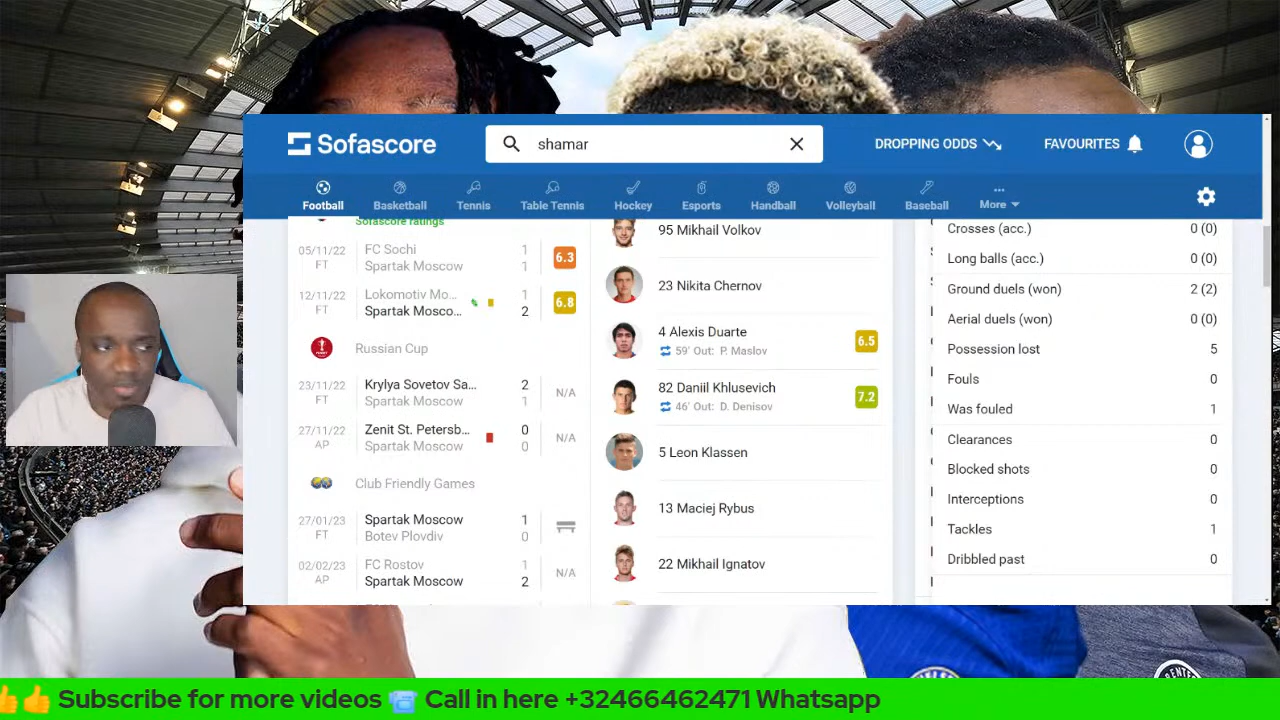 Sofascore
shamar
DROPPING ODDS
FAVOURITES
Football
Basketball
Tennis
Table Tennis
Hockey
Esports
Handball
Volleyball
Baseball
More
Sofascore ratings
05/11/22 FC Sochi 1
FT Spartak Moscow 1
6.3
12/11/22 Lokomotiv Mo... 1
FT Spartak Mosco... 2
6.8
Russian Cup
23/11/22 Krylya Sovetov Sa... 2
FT Spartak Moscow 1
N/A
27/11/22 Zenit St. Petersb... 0
AP Spartak Moscow 0
N/A
Club Friendly Games
27/01/23 Spartak Moscow 1
FT Botev Plovdiv 0
02/02/23 FC Rostov 1
AP Spartak Moscow 2
N/A
95 Mikhail Volkov
23 Nikita Chernov
4 Alexis Duarte
59' Out: P. Maslov
6.5
82 Daniil Khlusevich
46' Out: D. Denisov
7.2
5 Leon Klassen
13 Maciej Rybus
22 Mikhail Ignatov
Crosses (acc.) 0 (0)
Long balls (acc.) 0 (0)
Ground duels (won) 2 (2)
Aerial duels (won) 0 (0)
Possession lost 5
Fouls 0
Was fouled 1
Clearances 0
Blocked shots 0
Interceptions 0
Tackles 1
Dribbled past 0
👍👍 Subscribe for more videos Call in here +32466462471 Whatsapp